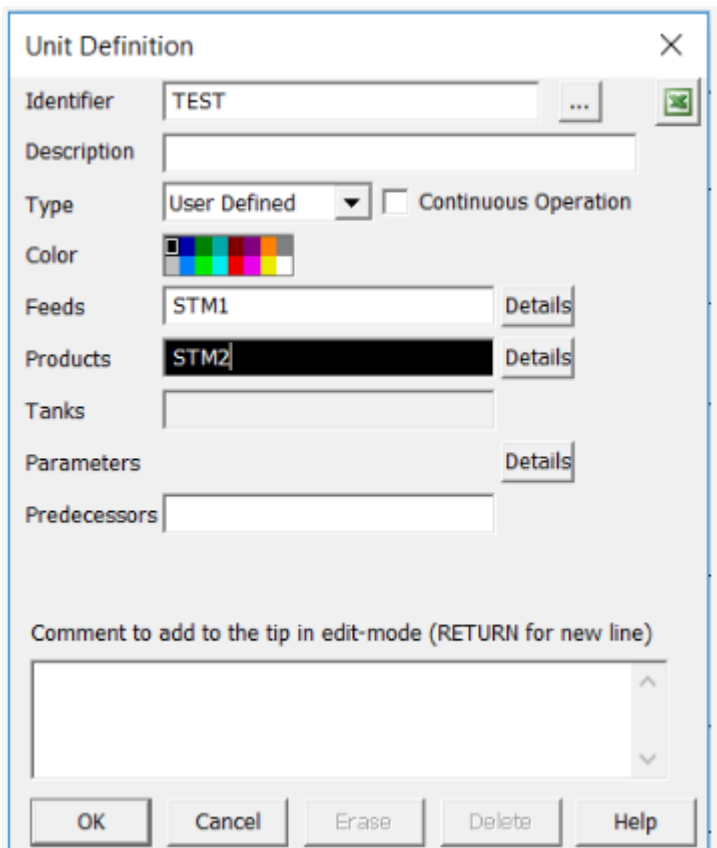 Unit Definition
Identifier TEST ...
Description
Type User Defined Continuous Operation
Color
Feeds STM1 Details
Products STM2 Details
Tanks
Parameters Details
Predecessors
Comment to add to the tip in edit-mode (RETURN for new line)
OK Cancel Erase Delete Help